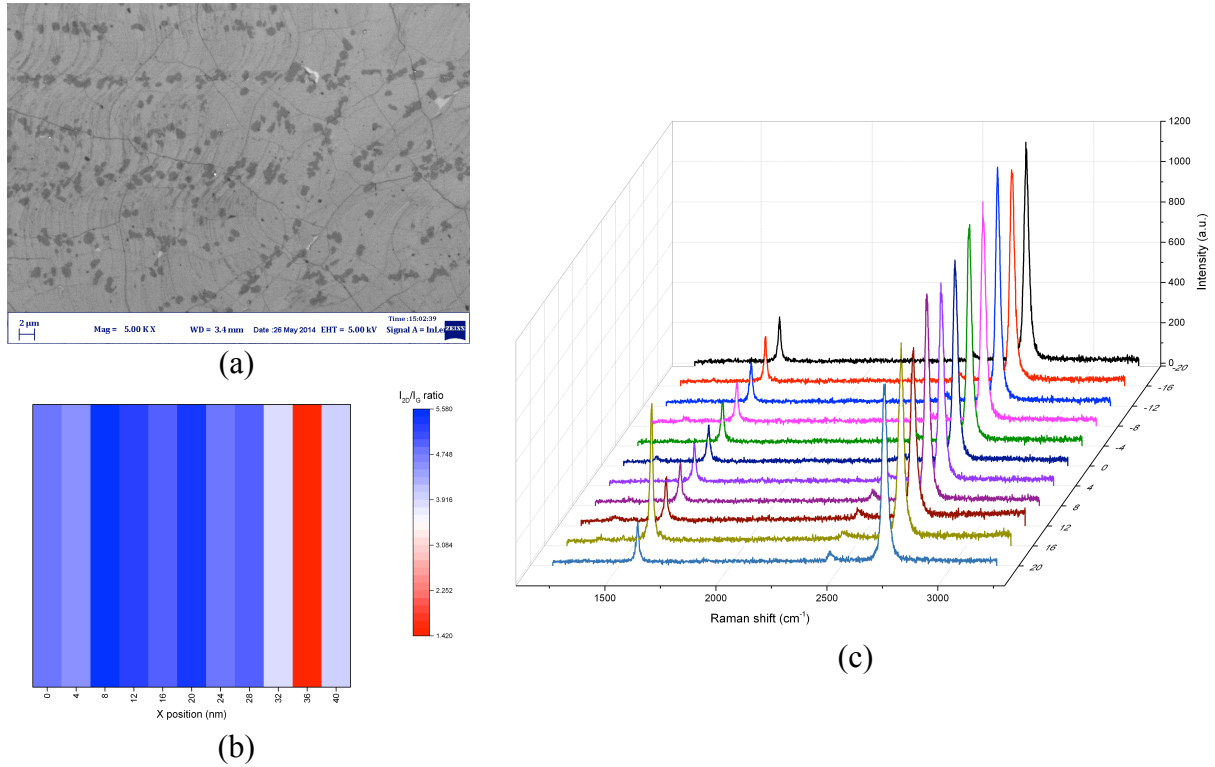 Time :15:02:39
2 µm
Mag = 5.00 K X WD = 3.4 mm Date :26 May 2014 EHT = 5.00 kV Signal A = InLe
ZEISS
(a)
I2D/IG ratio
5.580
4.748
3.916
3.084
2.252
1.420
0 4 8 12 16 20 24 28 32 36 40
X position (nm)
(b)
1200
1000
800
600
400
200
0
Intensity (a.u.)
-20
-16
-12
-8
-4
0
4
8
12
16
20
1500 2000 2500 3000
Raman shift (cm-1)
(c)